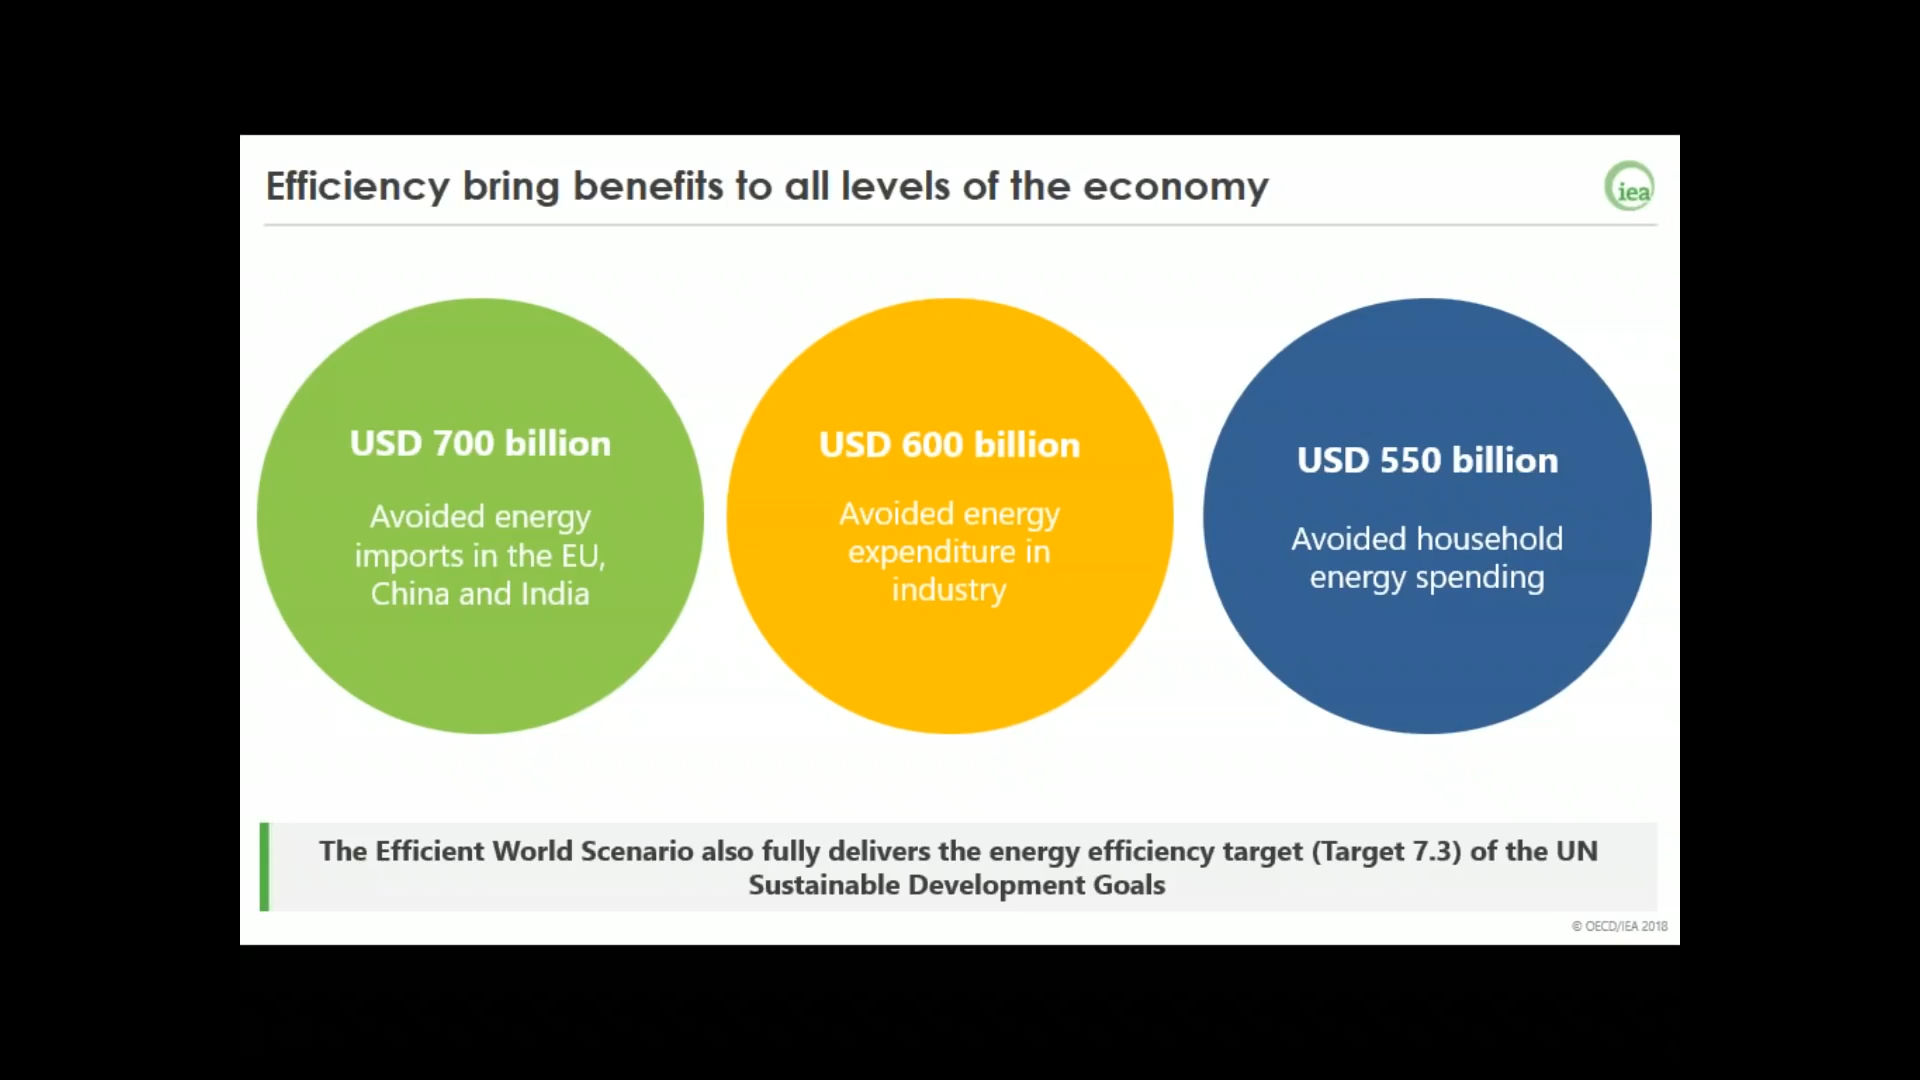 Efficiency bring benefits to all levels of the economy
iea
USD 700 billion
Avoided energy
imports in the EU,
China and India
USD 600 billion
Avoided energy
expenditure in
industry
USD 550 billion
Avoided household
energy spending
The Efficient World Scenario also fully delivers the energy efficiency target (Target 7.3) of the UN
Sustainable Development Goals
© OECD/IEA 2018